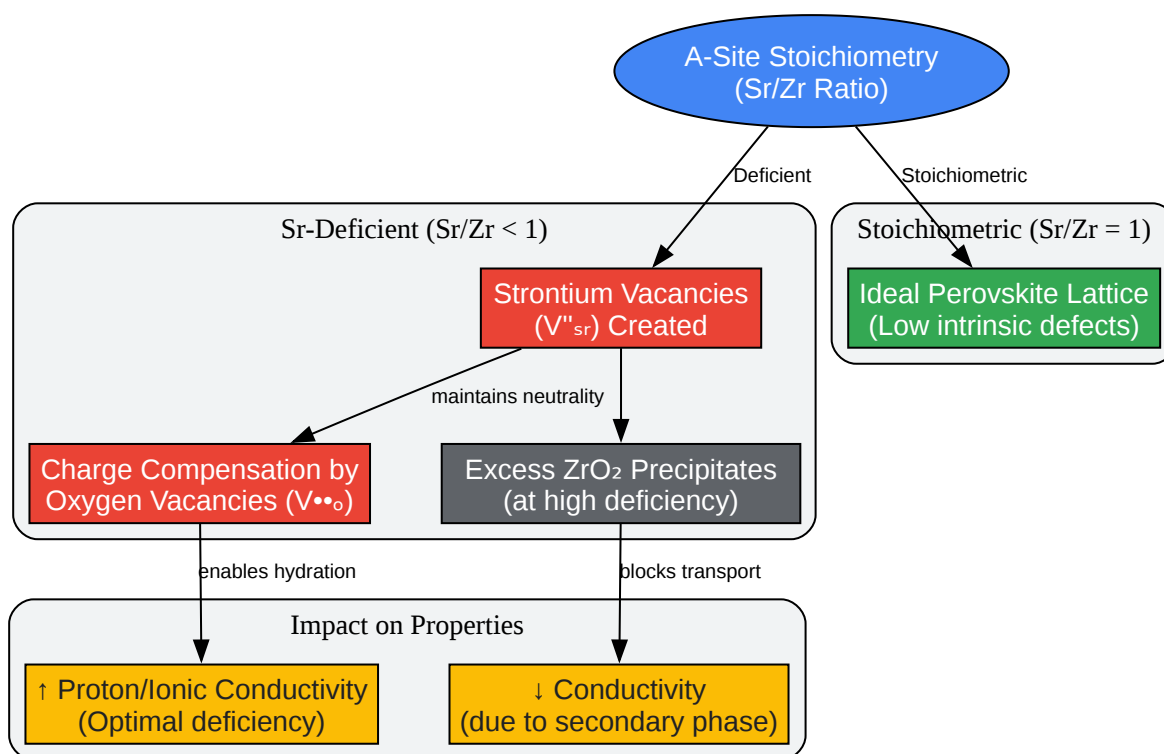 A-Site Stoichiometry
(Sr/Zr Ratio)
Deficient
Stoichiometric
Sr-Deficient (Sr/Zr < 1)
Stoichiometric (Sr/Zr = 1)
Strontium Vacancies
(V''ₛᵣ) Created
Ideal Perovskite Lattice
(Low intrinsic defects)
maintains neutrality
Charge Compensation by
Oxygen Vacancies (V••ₒ)
Excess ZrO₂ Precipitates
(at high deficiency)
enables hydration
blocks transport
Impact on Properties
↑ Proton/Ionic Conductivity
(Optimal deficiency)
↓ Conductivity
(due to secondary phase)